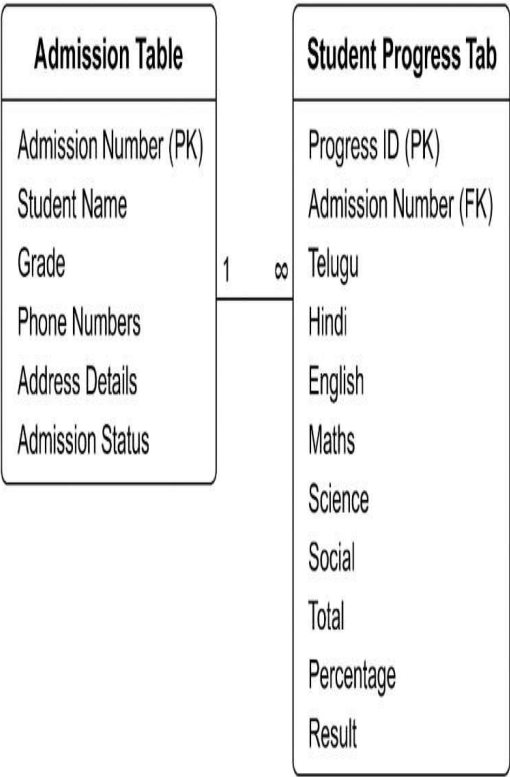 Admission Table
Admission Number (PK)
Student Name
Grade
Phone Numbers
Address Details
Admission Status
1 ∞
Student Progress Tab
Progress ID (PK)
Admission Number (FK)
Telugu
Hindi
English
Maths
Science
Social
Total
Percentage
Result